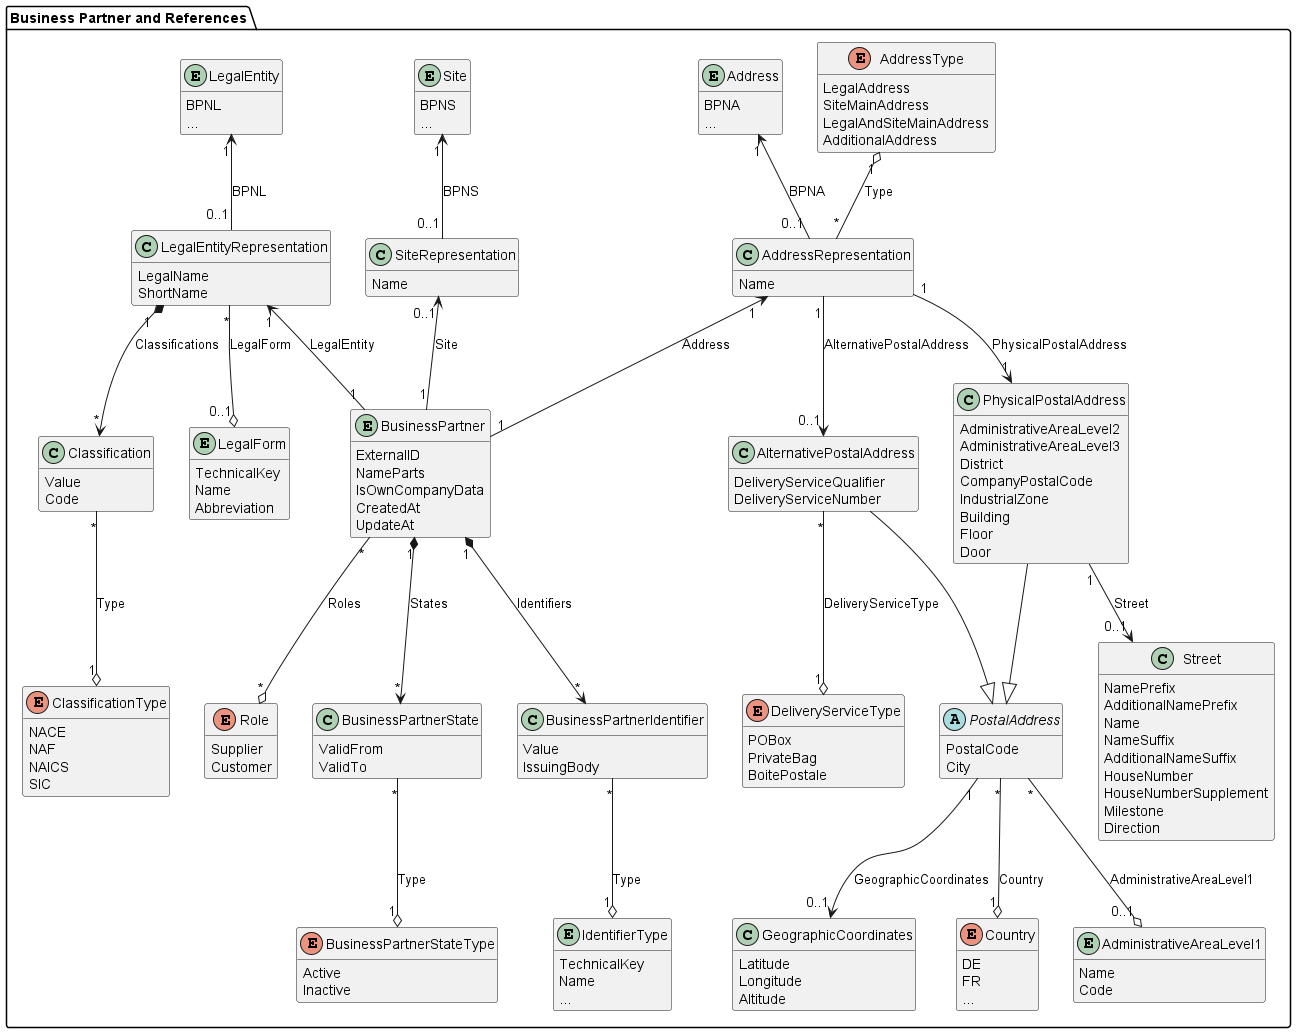 Business Partner and References
E LegalEntity
BPNL
...
E Site
BPNS
...
E Address
BPNA
...
E AddressType
LegalAddress
SiteMainAddress
LegalAndSiteMainAddress
AdditionalAddress
1
1
1
1
BPNL
BPNS
BPNA
Type
0..1
0..1
0..1
*
C LegalEntityRepresentation
LegalName
ShortName
C SiteRepresentation
Name
C AddressRepresentation
Name
1
*
1
0..1
1
1
1
Classifications
LegalForm
LegalEntity
Site
Address
AlternativePostalAddress
PhysicalPostalAddress
*
0..1
1
1
1
0..1
1
C Classification
Value
Code
E LegalForm
TechnicalKey
Name
Abbreviation
E BusinessPartner
ExternalID
NameParts
IsOwnCompanyData
CreatedAt
UpdateAt
C AlternativePostalAddress
DeliveryServiceQualifier
DeliveryServiceNumber
C PhysicalPostalAddress
AdministrativeAreaLevel2
AdministrativeAreaLevel3
District
CompanyPostalCode
IndustrialZone
Building
Floor
Door
*
*
1
1
*
1
Type
Roles
States
Identifiers
DeliveryServiceType
Street
1
*
*
*
1
0..1
E ClassificationType
NACE
NAF
NAICS
SIC
E Role
Supplier
Customer
C BusinessPartnerState
ValidFrom
ValidTo
C BusinessPartnerIdentifier
Value
IssuingBody
E DeliveryServiceType
POBox
PrivateBag
BoitePostale
A PostalAddress
PostalCode
City
C Street
NamePrefix
AdditionalNamePrefix
Name
NameSuffix
AdditionalNameSuffix
HouseNumber
HouseNumberSupplement
Milestone
Direction
*
*
1
*
*
Type
Type
GeographicCoordinates
Country
AdministrativeAreaLevel1
1
1
0..1
1
0..1
E BusinessPartnerStateType
Active
Inactive
E IdentifierType
TechnicalKey
Name
...
C GeographicCoordinates
Latitude
Longitude
Altitude
E Country
DE
FR
...
E AdministrativeAreaLevel1
Name
Code